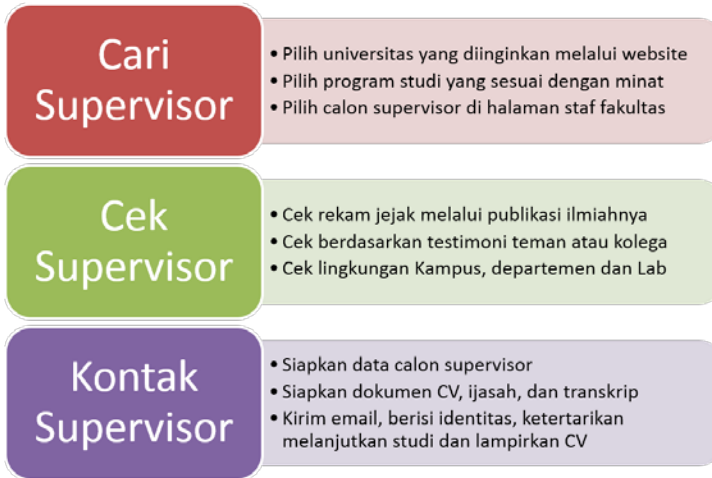 Cari
Supervisor
• Pilih universitas yang diinginkan melalui website
• Pilih program studi yang sesuai dengan minat
• Pilih calon supervisor di halaman staf fakultas
Cek
Supervisor
• Cek rekam jejak melalui publikasi ilmiahnya
• Cek berdasarkan testimoni teman atau kolega
• Cek lingkungan Kampus, departemen dan Lab
Kontak
Supervisor
• Siapkan data calon supervisor
• Siapkan dokumen CV, ijasah, dan transkrip
• Kirim email, berisi identitas, ketertarikan
melanjutkan studi dan lampirkan CV